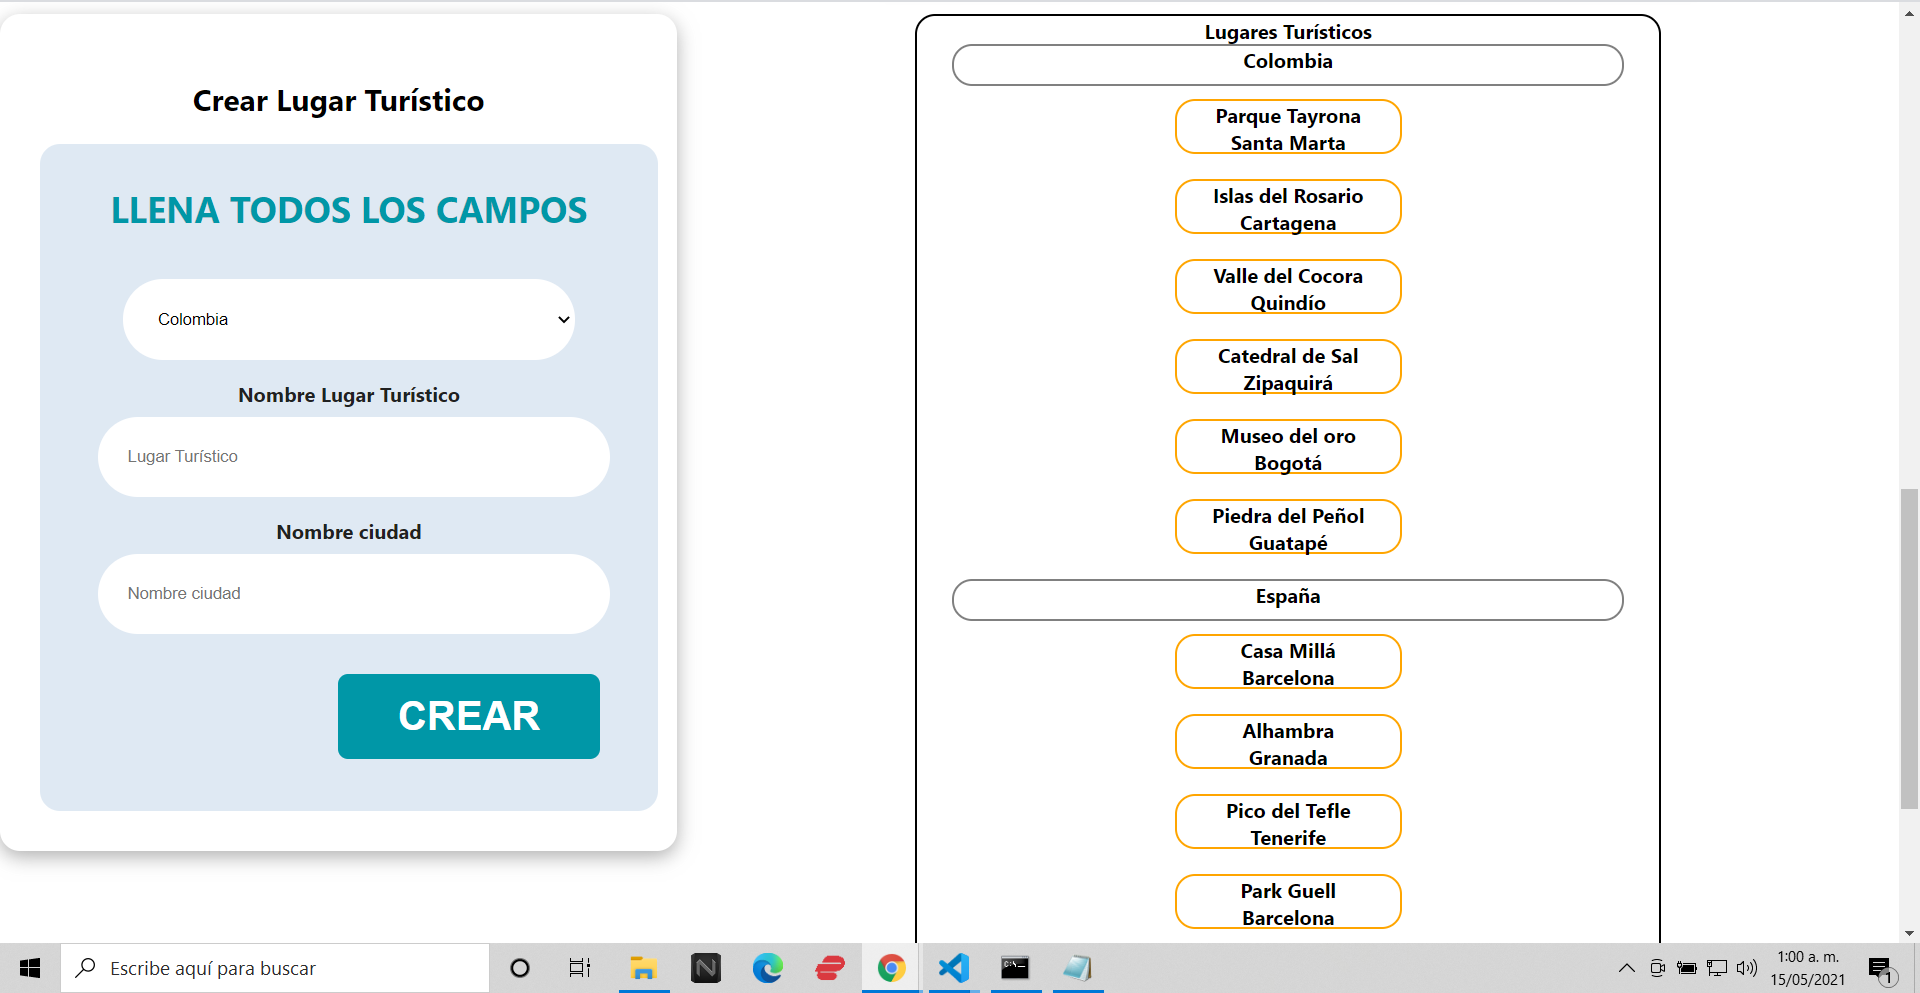 Crear Lugar Turístico
LLENA TODOS LOS CAMPOS
Colombia
Nombre Lugar Turístico
Lugar Turístico
Nombre ciudad
Nombre ciudad
CREAR
Lugares Turísticos
Colombia
Parque Tayrona
Santa Marta
Islas del Rosario
Cartagena
Valle del Cocora
Quindío
Catedral de Sal
Zipaquirá
Museo del oro
Bogotá
Piedra del Peñol
Guatapé
España
Casa Millá
Barcelona
Alhambra
Granada
Pico del Tefle
Tenerife
Park Guell
Barcelona
Escribe aquí para buscar
N
C:\_
1:00 a. m.
15/05/2021
1